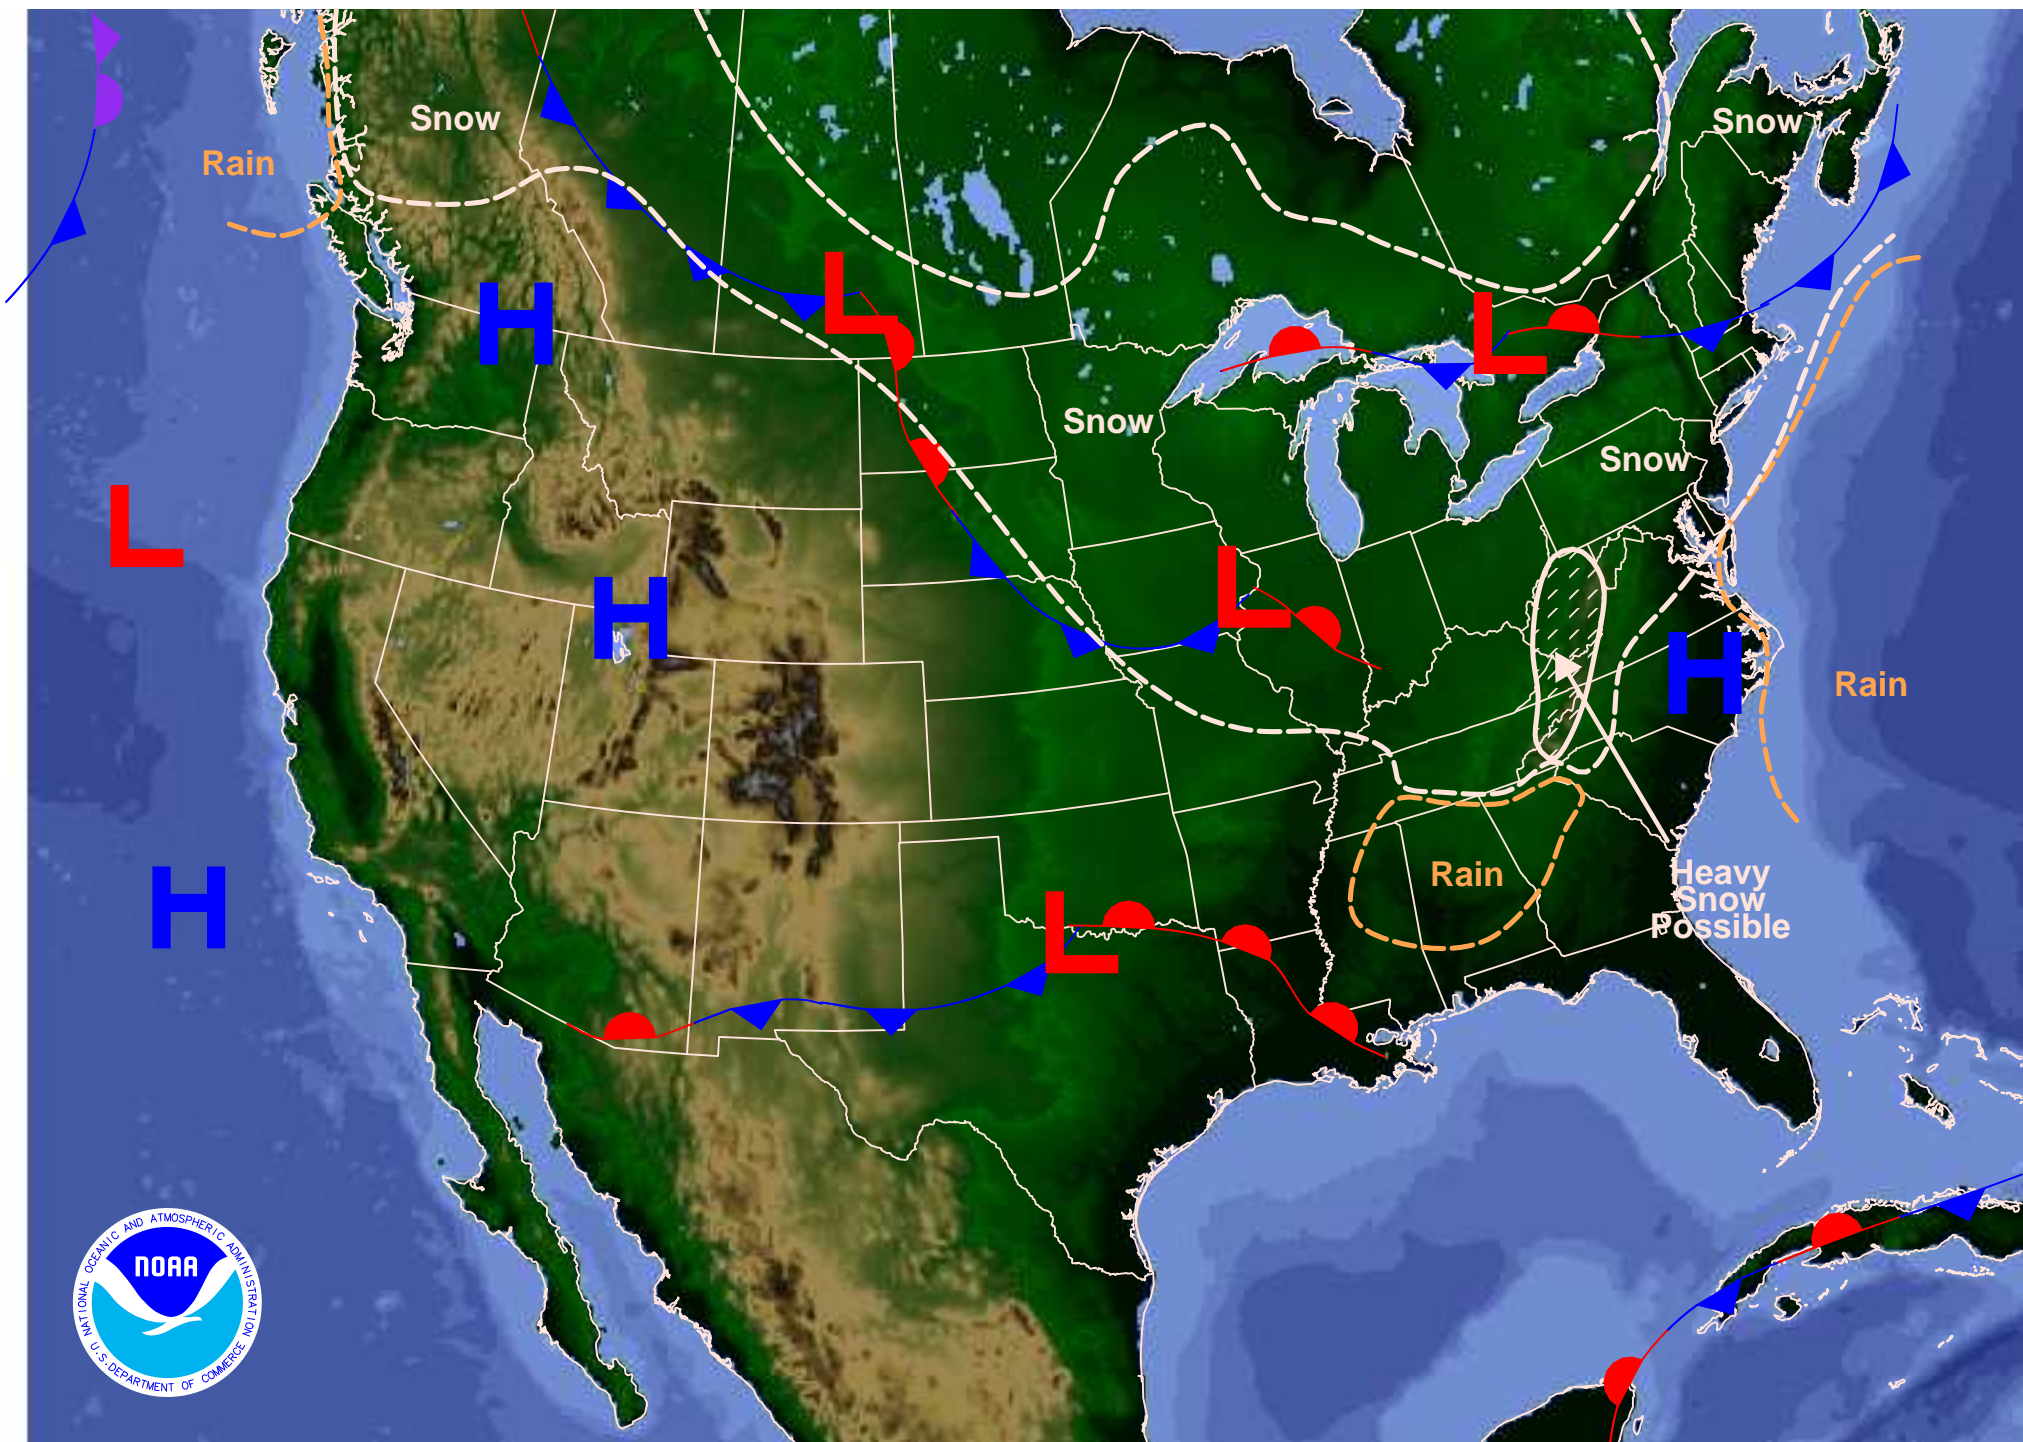 Snow
Snow
Rain
H
L
L
Snow
Snow
L
H
L
H
Rain
Rain
Heavy
Snow
Possible
H
L
NATIONAL OCEANIC AND ATMOSPHERIC ADMINISTRATION
NOAA
U.S. DEPARTMENT OF COMMERCE